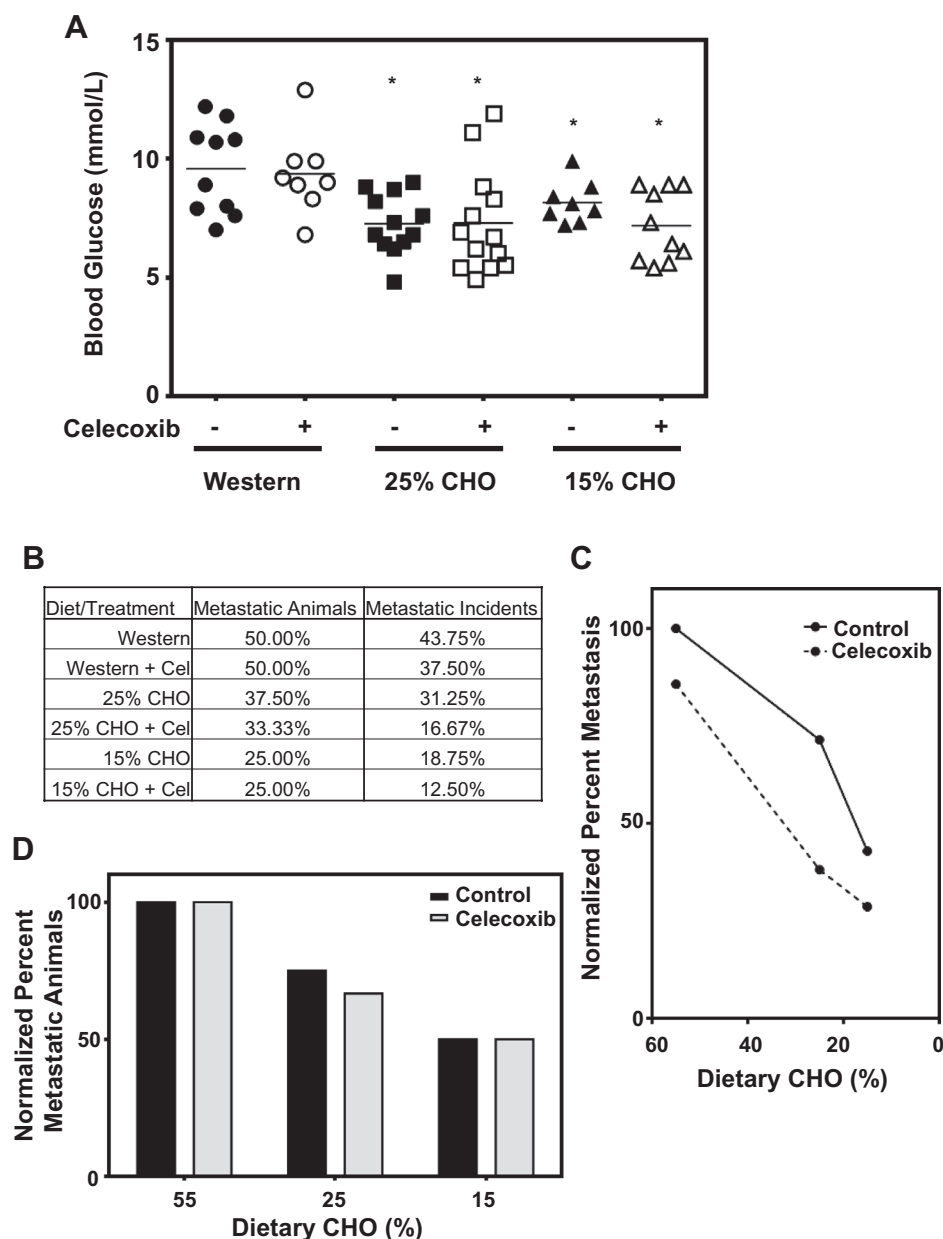 A
15
10
5
0
Blood Glucose (mmol/L)
* * * *
Celecoxib - + - + - +
Western 25% CHO 15% CHO
B
Diet/Treatment Metastatic Animals Metastatic Incidents
Western 50.00% 43.75%
Western + Cel 50.00% 37.50%
25% CHO 37.50% 31.25%
25% CHO + Cel 33.33% 16.67%
15% CHO 25.00% 18.75%
15% CHO + Cel 25.00% 12.50%
C
Normalized Percent Metastasis
100
50
0
Control
Celecoxib
60 40 20 0
Dietary CHO (%)
D
Normalized Percent
Metastatic Animals
100
50
0
Control
Celecoxib
55 25 15
Dietary CHO (%)